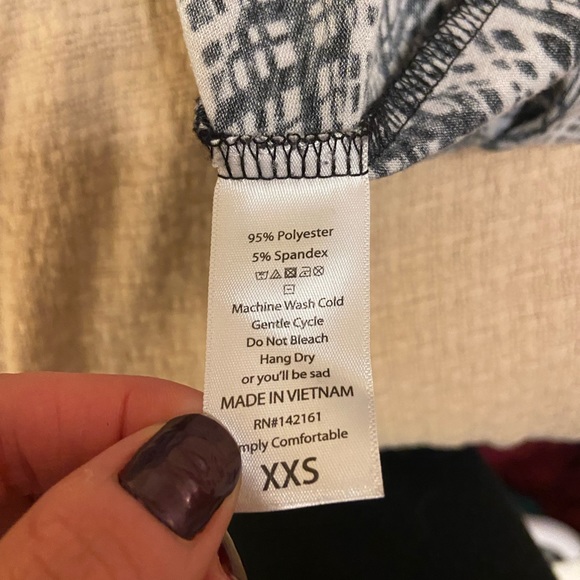 95% Polyester
5% Spandex
Machine Wash Cold
Gentle Cycle
Do Not Bleach
Hang Dry
or you'll be sad
MADE IN VIETNAM
RN#142161
mply Comfortable
XXS